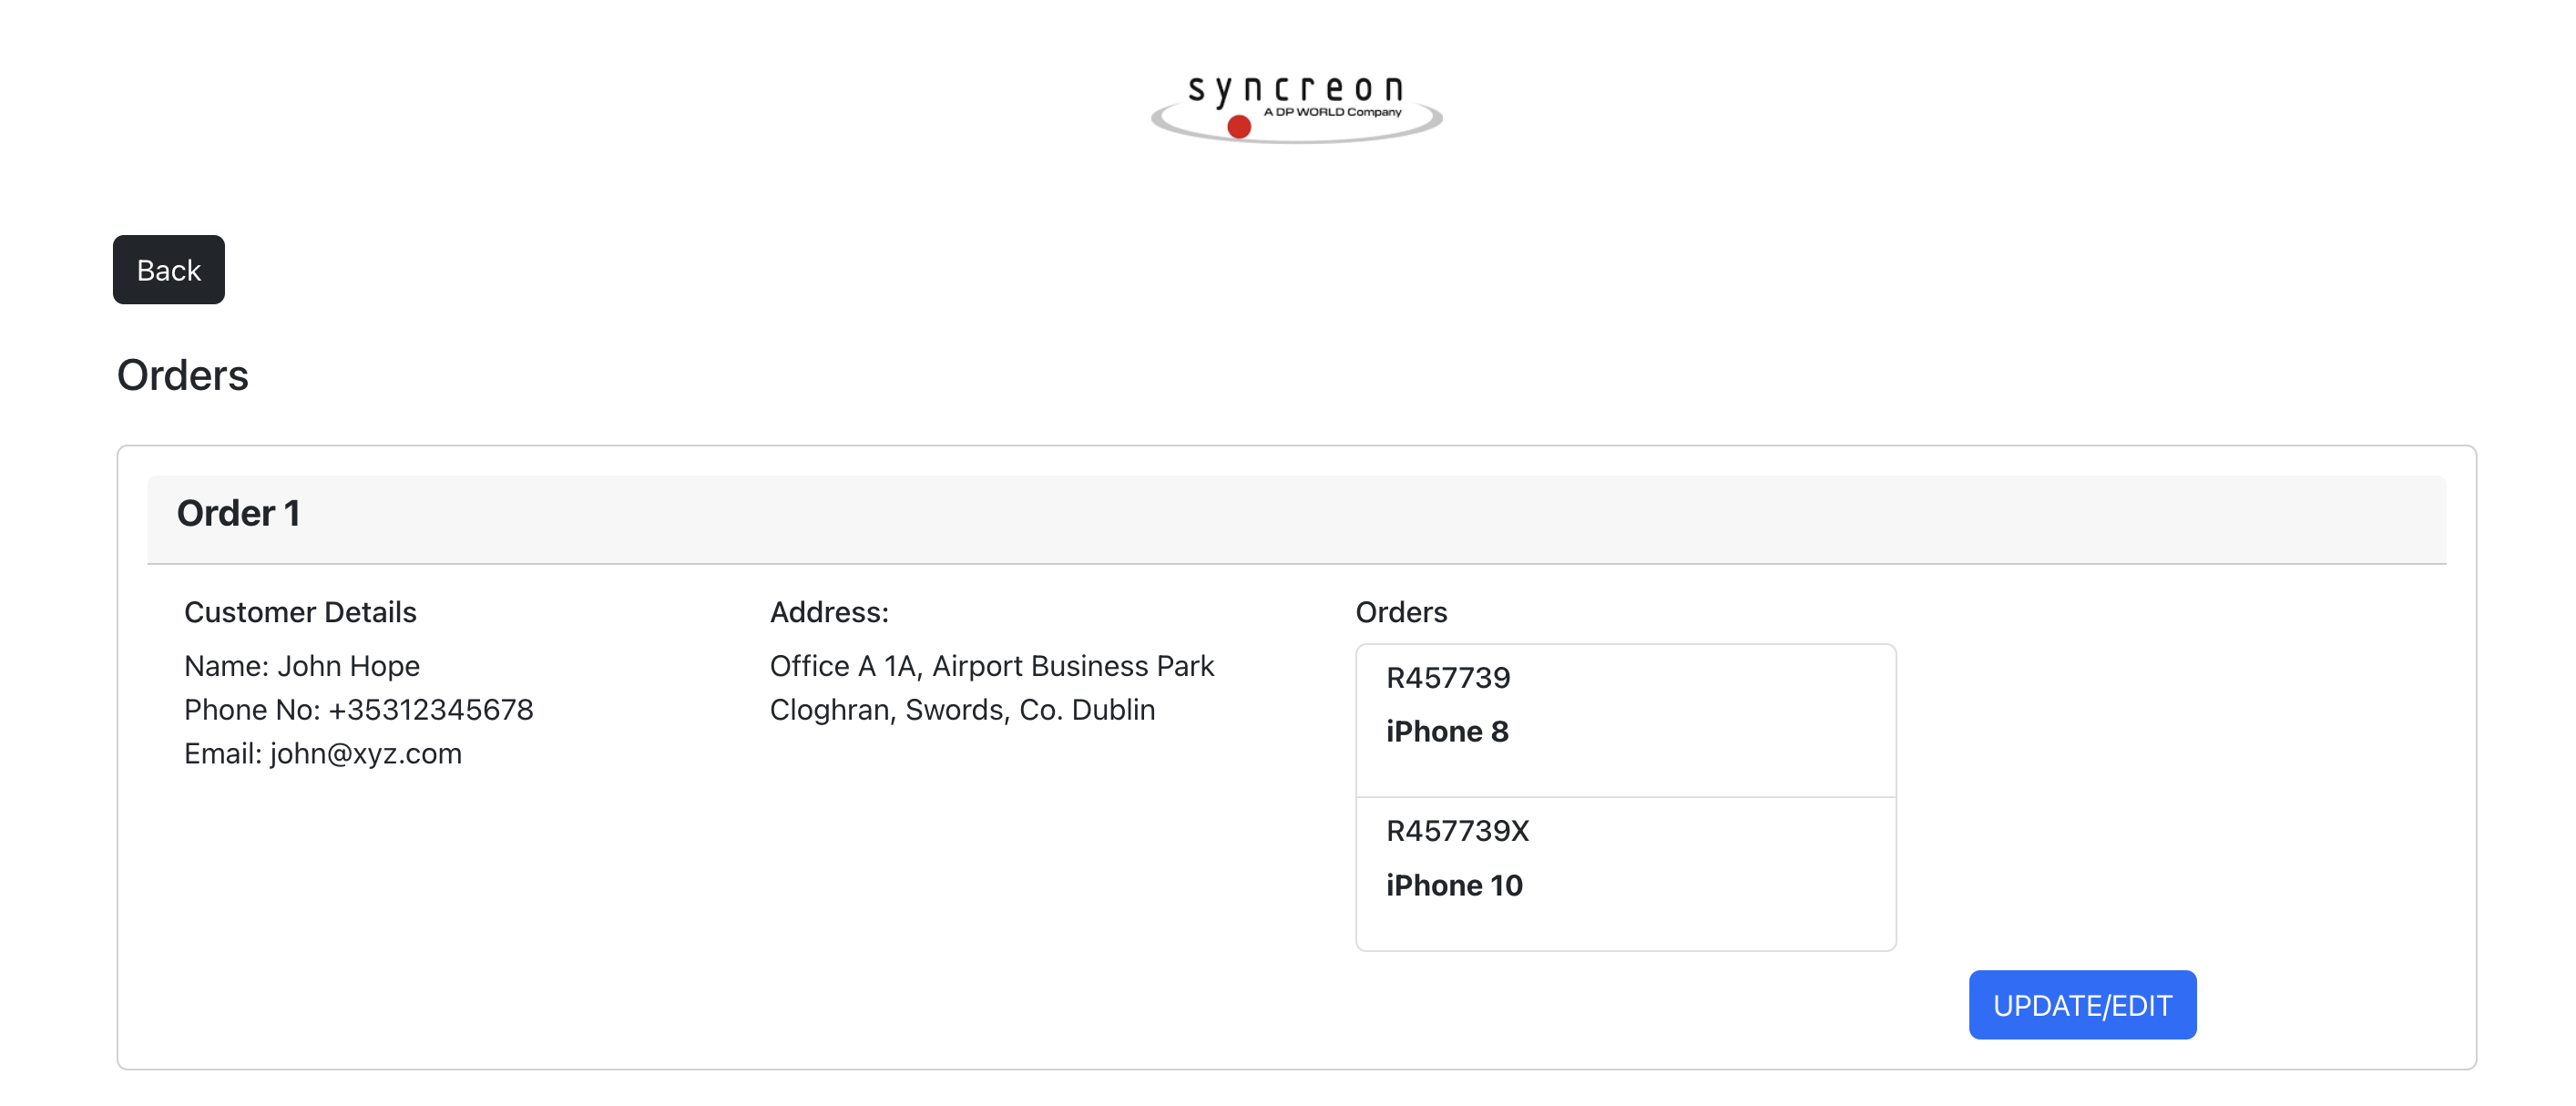 syncreon
A DP WORLD Company
Back
Orders
Order 1
Customer Details
Name: John Hope
Phone No: +35312345678
Email: john@xyz.com
Address:
Office A 1A, Airport Business Park
Cloghran, Swords, Co. Dublin
Orders
R457739
iPhone 8
R457739X
iPhone 10
UPDATE/EDIT